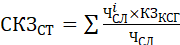 СКЗ_СТ = ∑ (Ч^i_СЛ × КЗ_КСГ) / Ч_СЛ